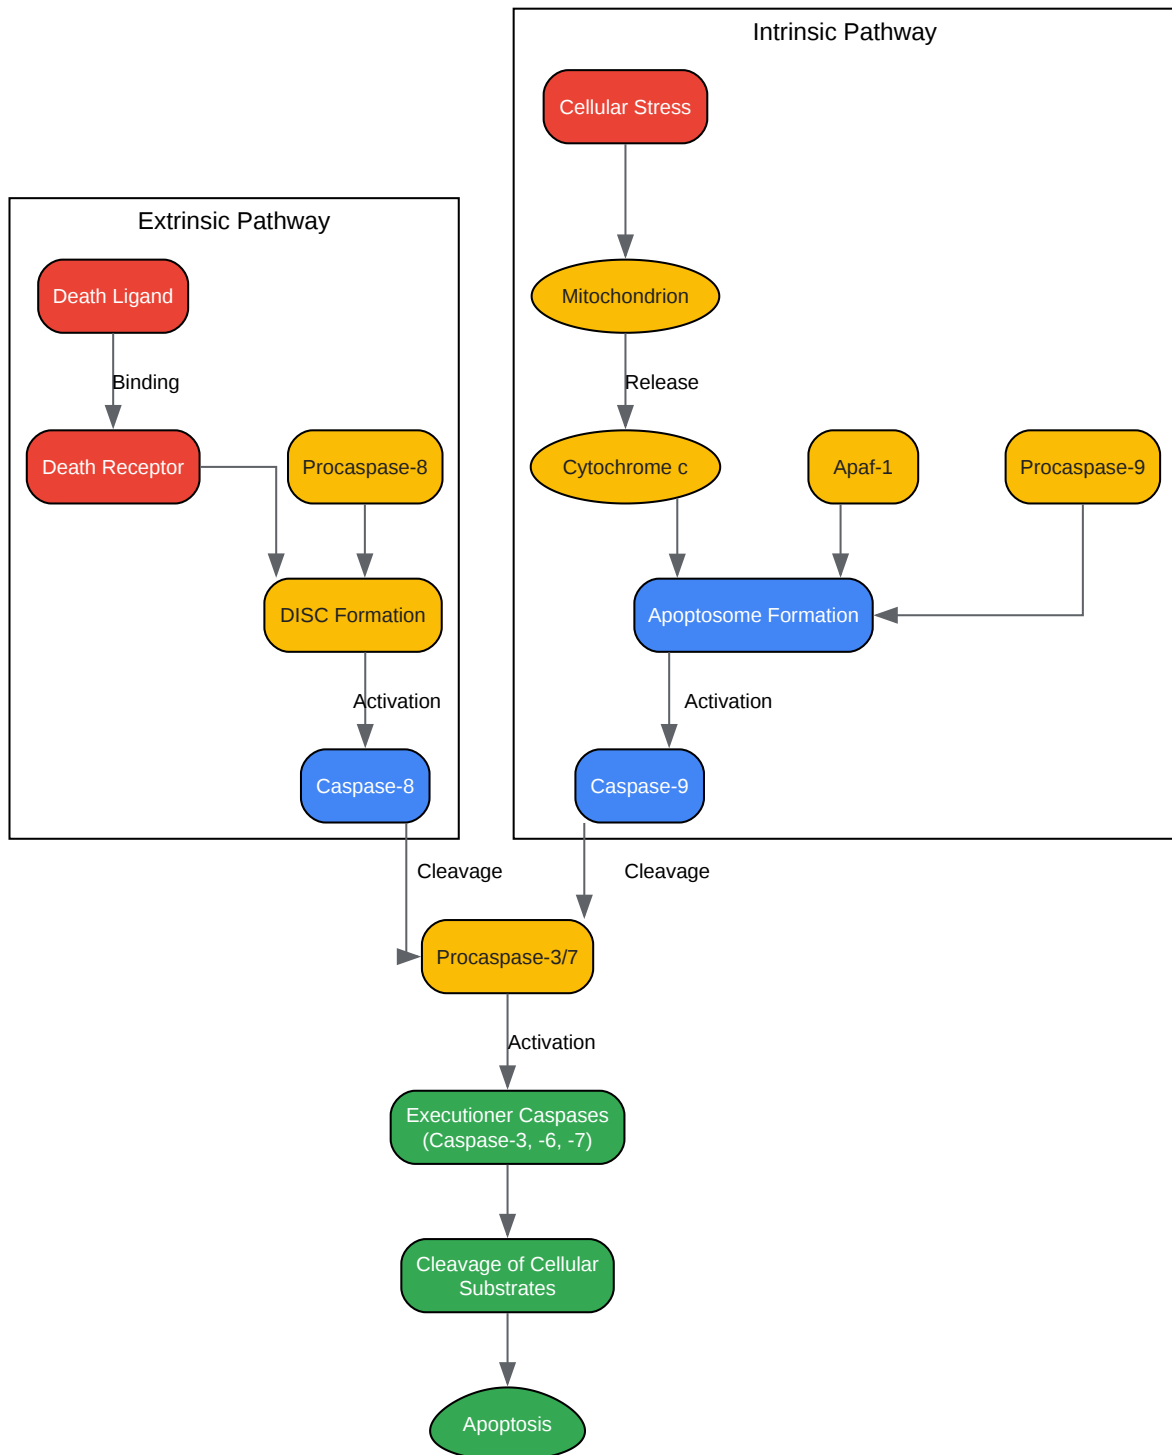 Intrinsic Pathway
Cellular Stress
Extrinsic Pathway
Death Ligand
Mitochondrion
Binding
Release
Death Receptor
Procaspase-8
Cytochrome c
Apaf-1
Procaspase-9
DISC Formation
Apoptosome Formation
Activation
Activation
Caspase-8
Caspase-9
Cleavage
Cleavage
Procaspase-3/7
Activation
Executioner Caspases
(Caspase-3, -6, -7)
Cleavage of Cellular
Substrates
Apoptosis